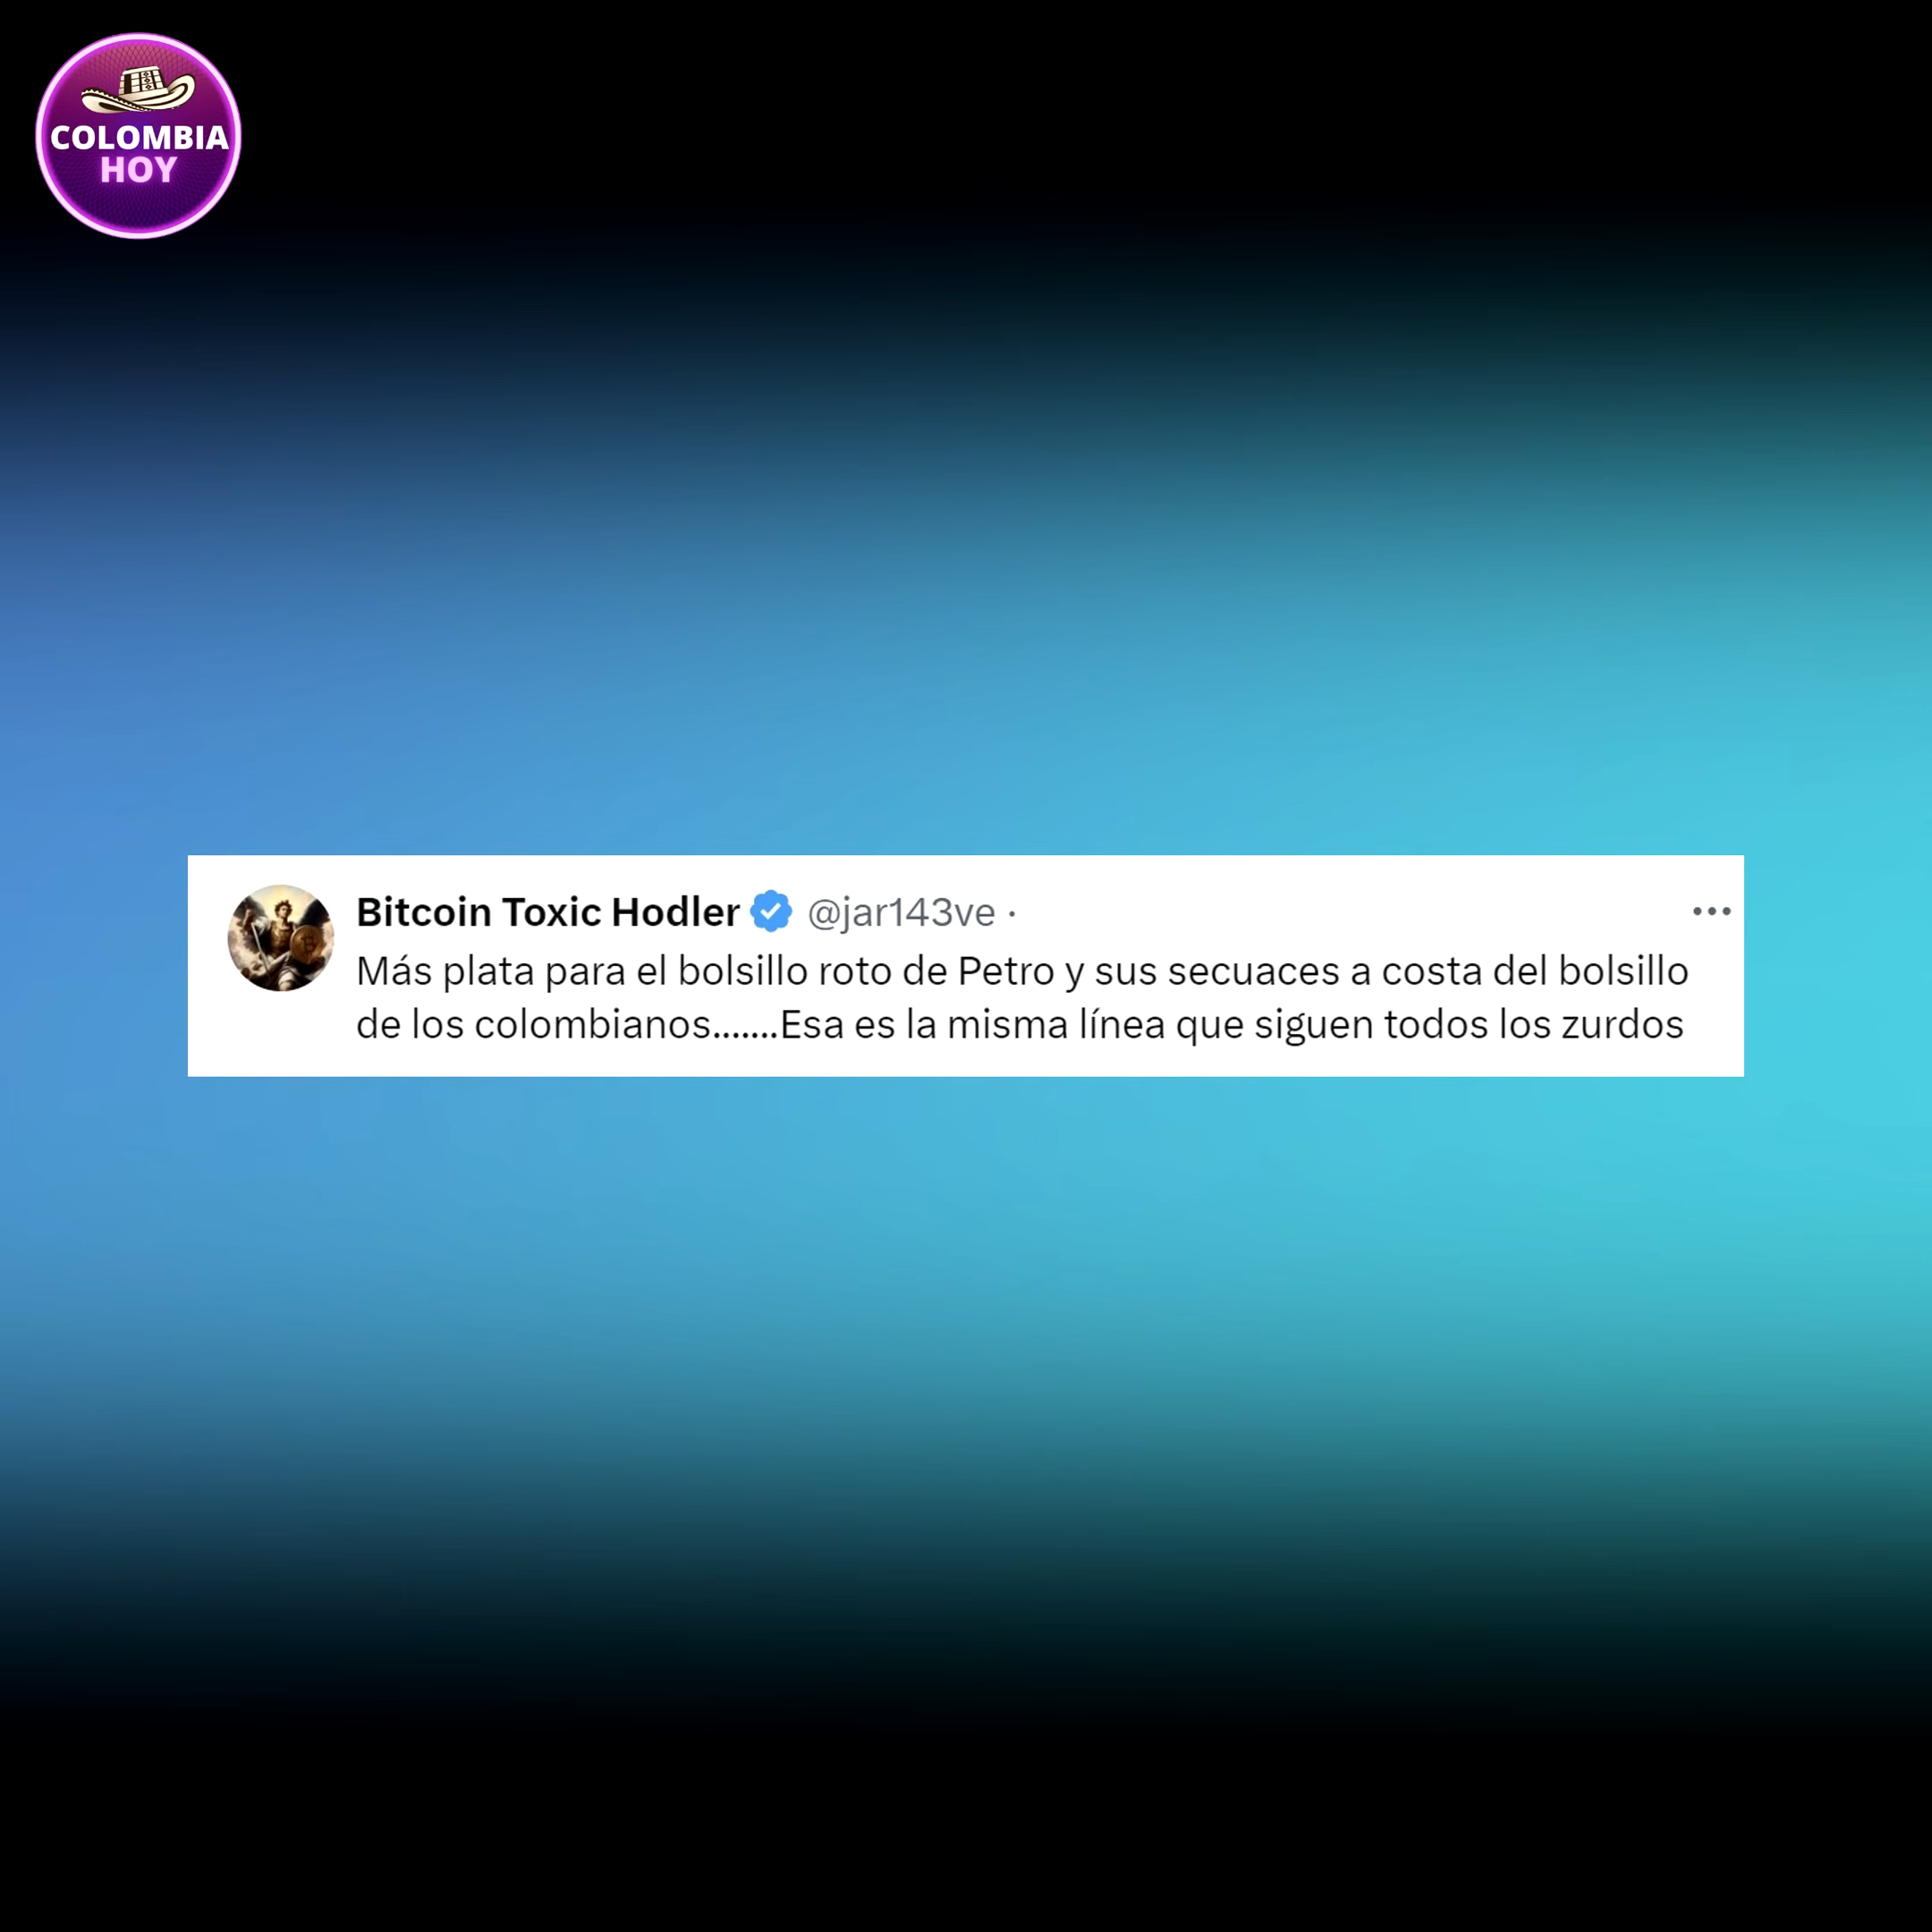 COLOMBIA
HOY
Bitcoin Toxic Hodler @jar143ve ·
Más plata para el bolsillo roto de Petro y sus secuaces a costa del bolsillo
de los colombianos.......Esa es la misma línea que siguen todos los zurdos